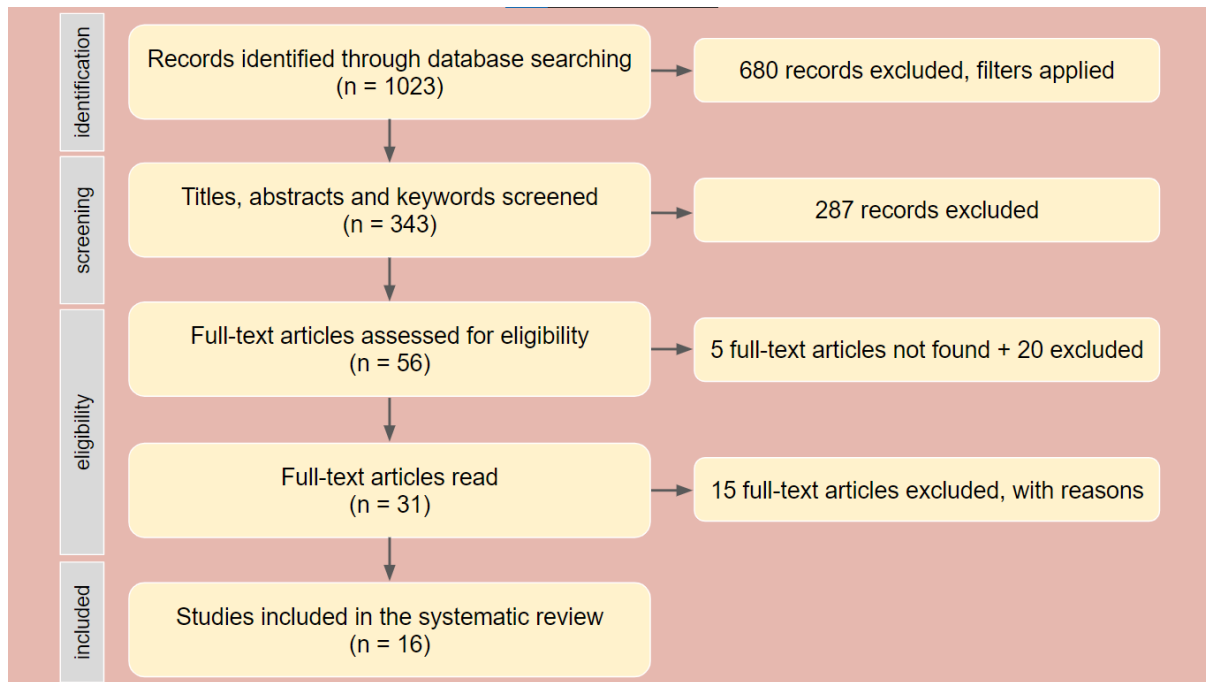 identification
Records identified through database searching
(n = 1023)
680 records excluded, filters applied
screening
Titles, abstracts and keywords screened
(n = 343)
287 records excluded
eligibility
Full-text articles assessed for eligibility
(n = 56)
5 full-text articles not found + 20 excluded
Full-text articles read
(n = 31)
15 full-text articles excluded, with reasons
included
Studies included in the systematic review
(n = 16)